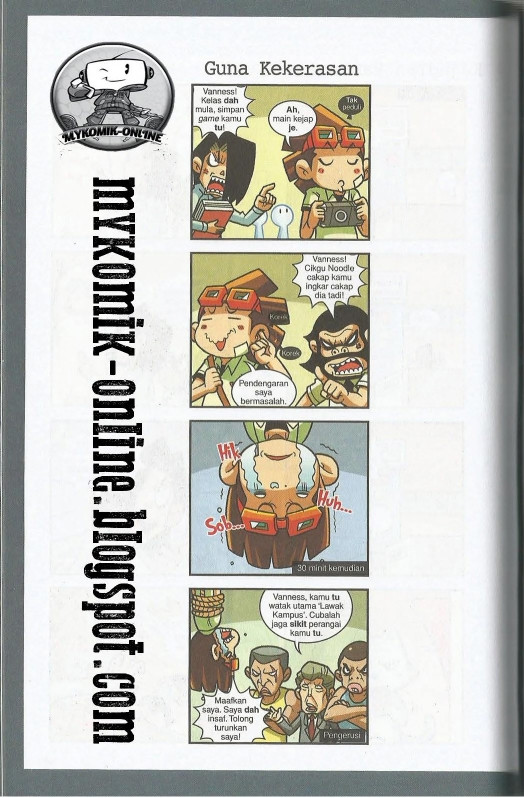 MYKOMIK-ONLINE
mykomik-online.blogspot.com
Guna Kekerasan
Vanness!
Kelas dah
mula, simpan
game kamu
tu!
Ah,
main kejap
je.
Tak
peduli
Vanness!
Cikgu Noodle
cakap kamu
ingkar cakap
dia tadi!
Korek
Korek
Pendengaran
saya
bermasalah.
Hik
Huh...
Sob...
30 minit kemudian
Vanness, kamu tu
watak utama 'Lawak
Kampus'. Cubalah
jaga sikit perangai
kamu tu.
Maafkan
saya. Saya dah
insaf. Tolong
turunkan
saya!
Pengerusi